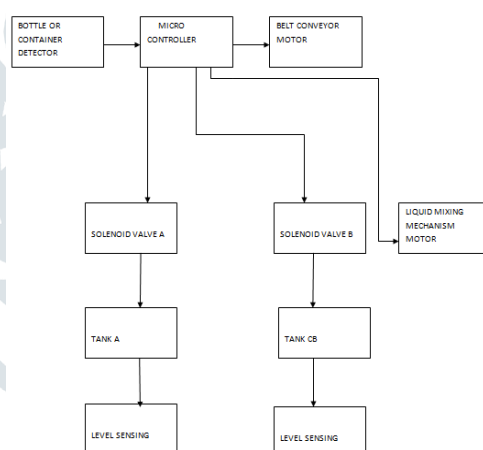 BOTTLE OR
CONTAINER
DETECTOR
MICRO
CONTROLLER
BELT CONVEYOR
MOTOR
SOLENOID VALVE A
SOLENOID VALVE B
LIQUID MIXING
MECHANISM
MOTOR
TANK A
TANK CB
LEVEL SENSING
LEVEL SENSING